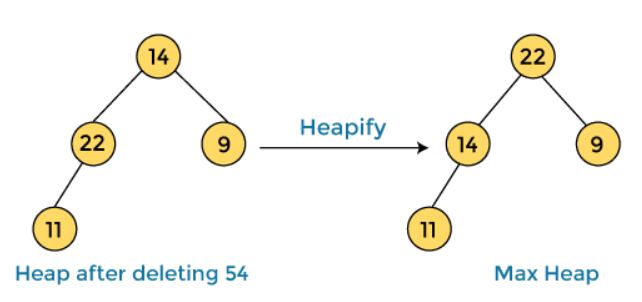 14
22
22
9
Heapify
14
9
11
11
Heap after deleting 54
Max Heap